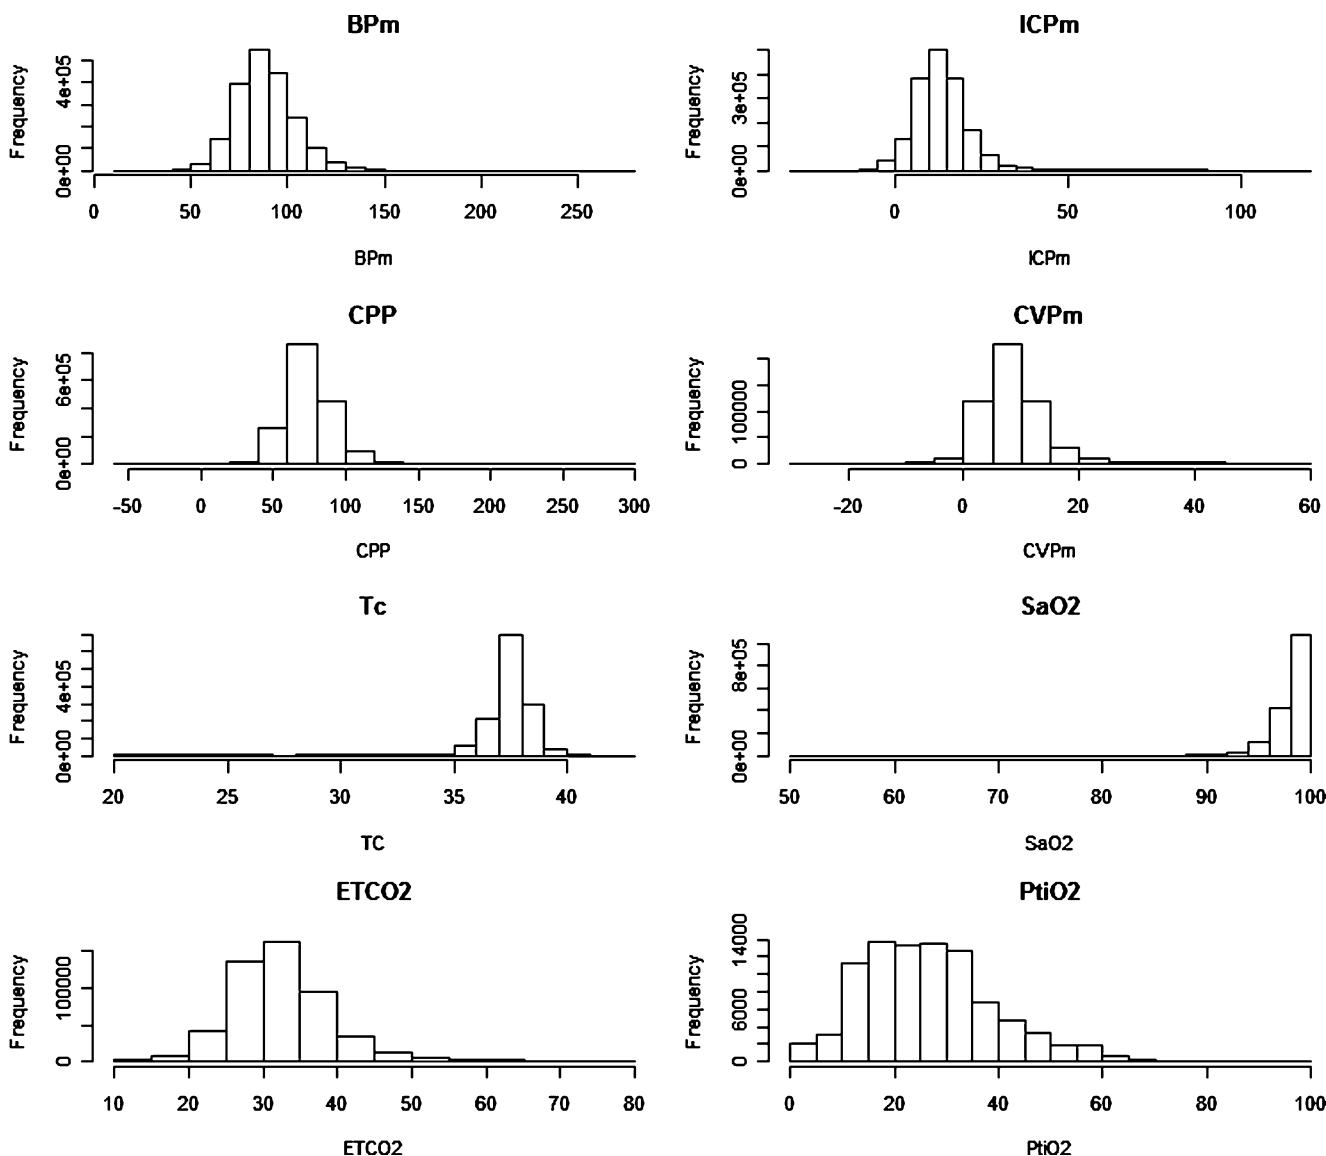 BPm
Frequency
0e+00 4e+05
0 50 100 150 200 250
BPm
ICPm
Frequency
0e+00 3e+05
0 50 100
ICPm
CPP
Frequency
0e+00 6e+05
-50 0 50 100 150 200 250 300
CPP
CVPm
Frequency
0 100000
-20 0 20 40 60
CVPm
Tc
Frequency
0e+00 4e+05
20 25 30 35 40
TC
SaO2
Frequency
0e+00 8e+05
50 60 70 80 90 100
SaO2
ETCO2
Frequency
0 100000
10 20 30 40 50 60 70 80
ETCO2
PtiO2
Frequency
0 6000 14000
0 20 40 60 80 100
PtiO2